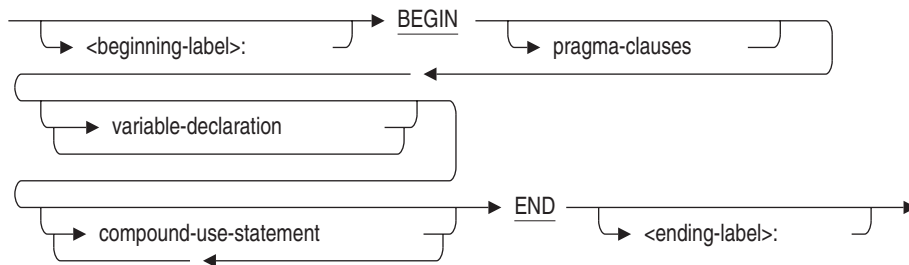 <beginning-label>: BEGIN pragma-clauses
variable-declaration
compound-use-statement END <ending-label>: